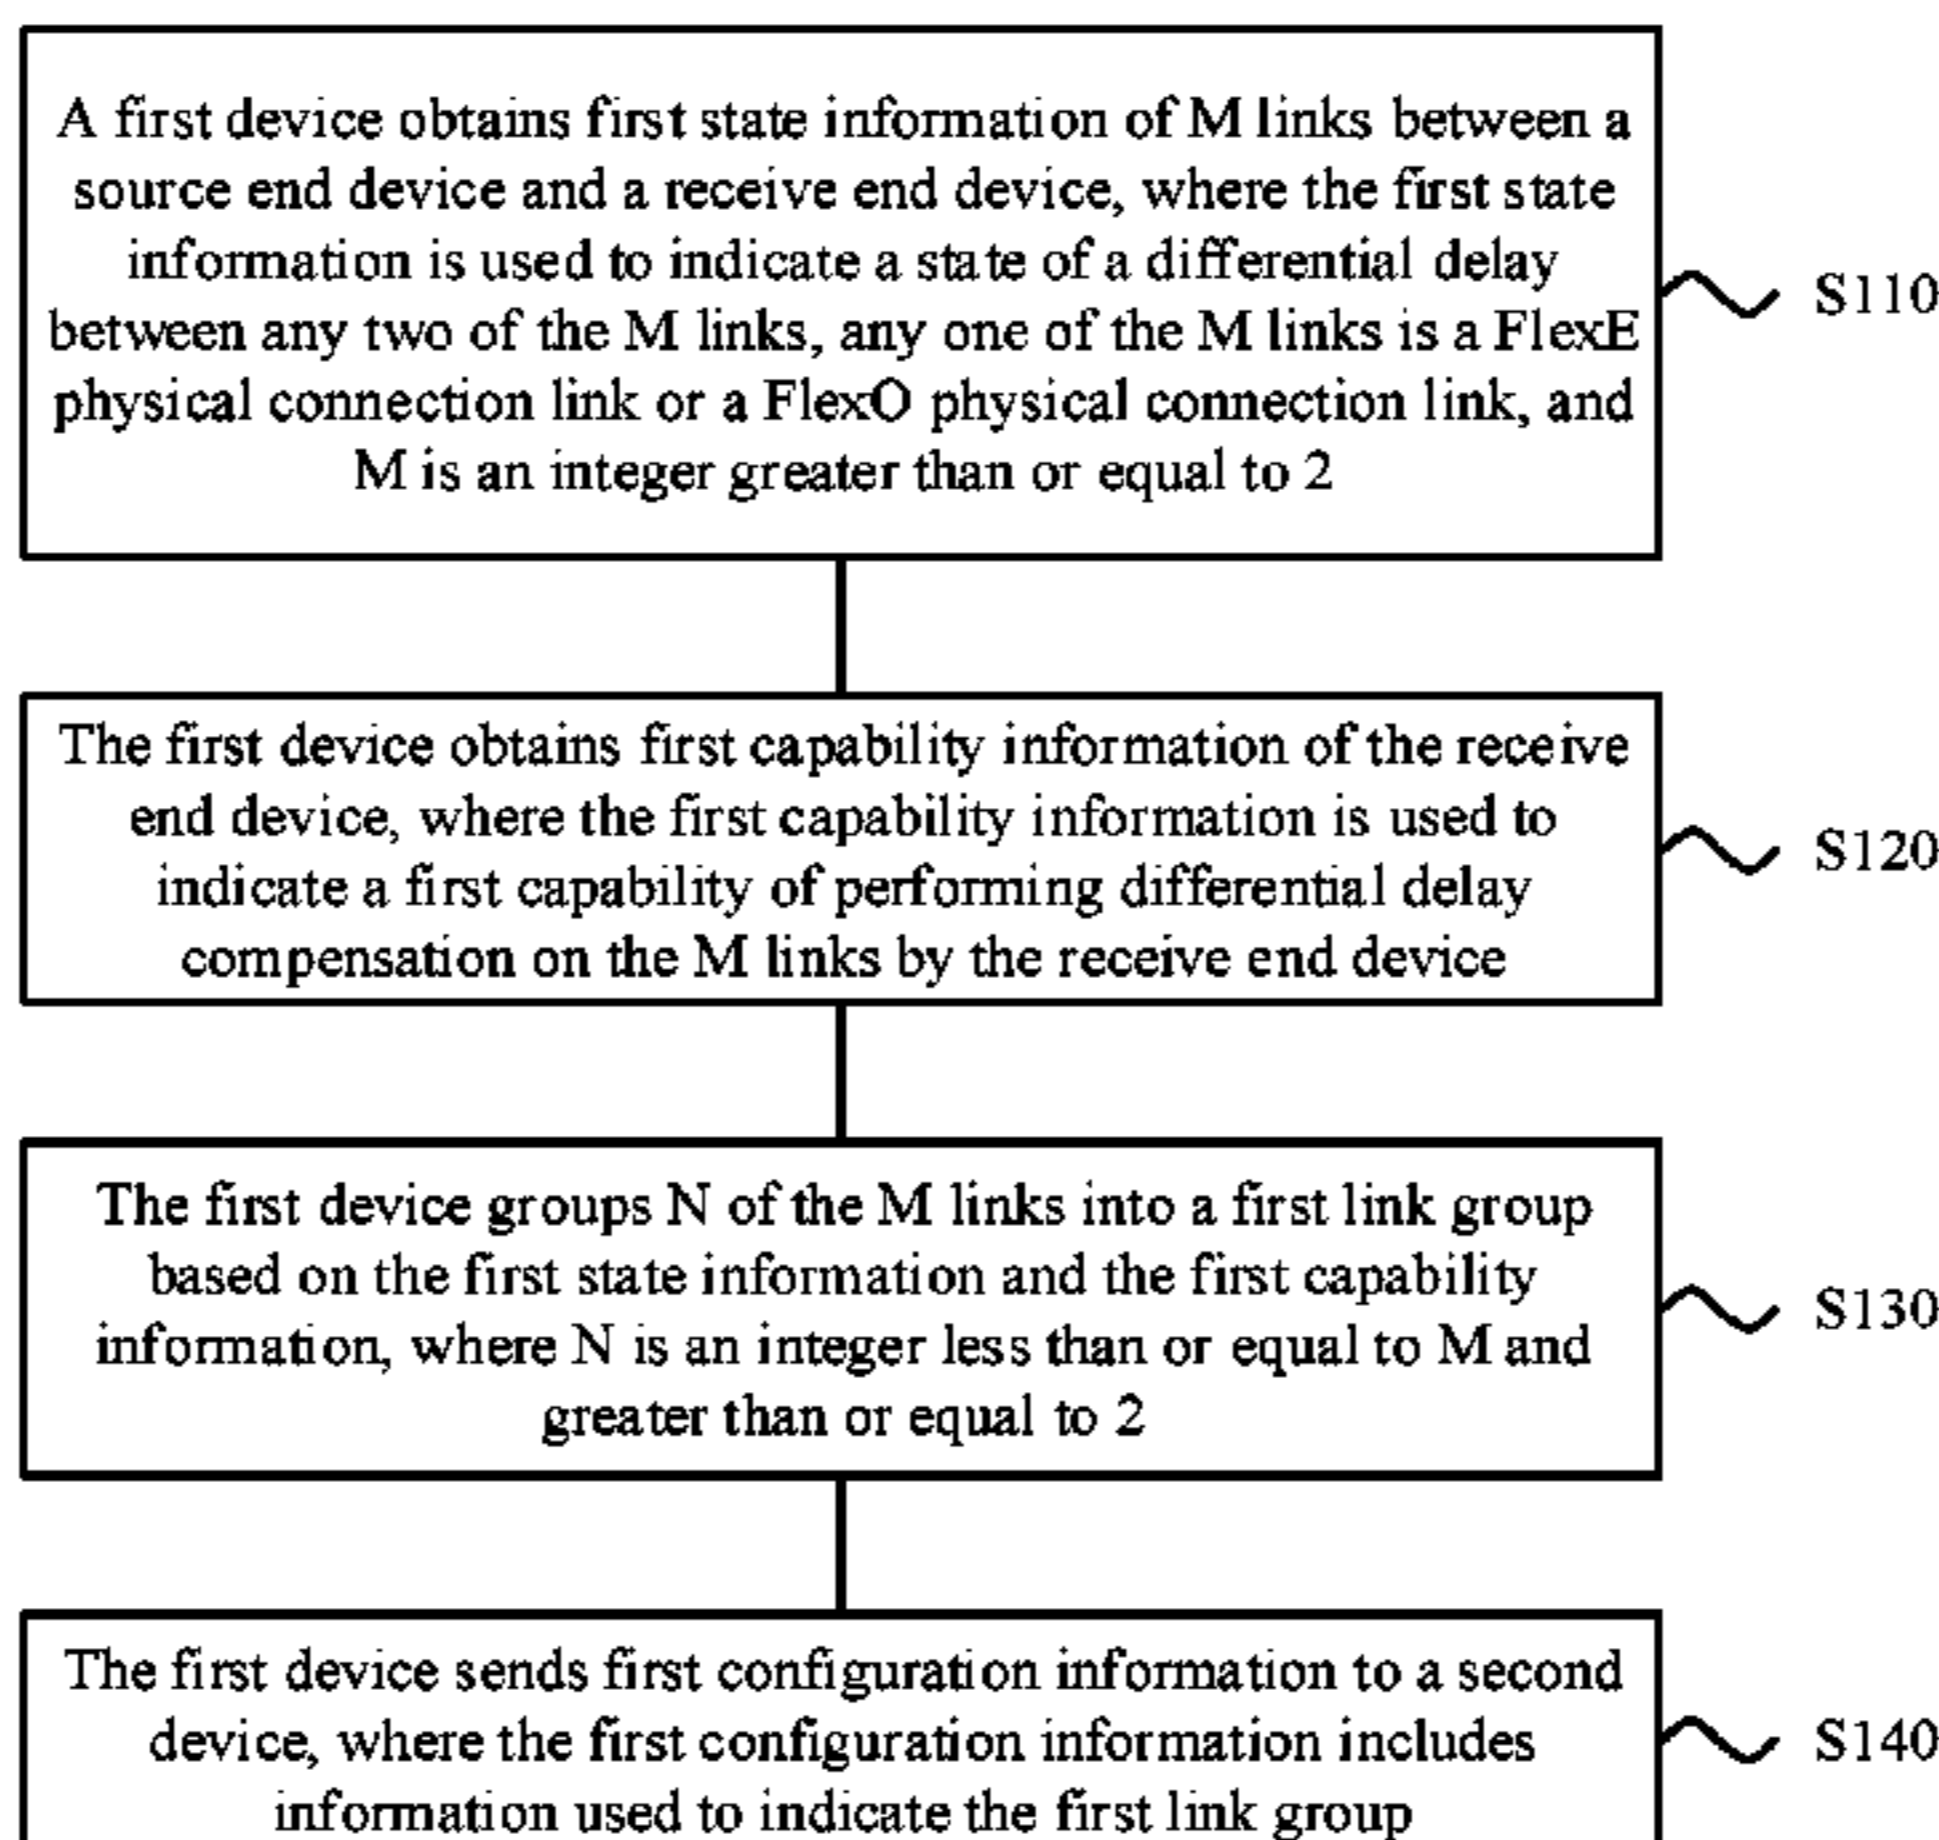 A first device obtains first state information of M links between a
source end device and a receive end device, where the first state
information is used to indicate a state of a differential delay
between any two of the M links, any one of the M links is a FlexE
physical connection link or a FlexO physical connection link, and
M is an integer greater than or equal to 2
S110
The first device obtains first capability information of the receive
end device, where the first capability information is used to
indicate a first capability of performing differential delay
compensation on the M links by the receive end device
S120
The first device groups N of the M links into a first link group
based on the first state information and the first capability
information, where N is an integer less than or equal to M and
greater than or equal to 2
S130
The first device sends first configuration information to a second
device, where the first configuration information includes
information used to indicate the first link group
S140